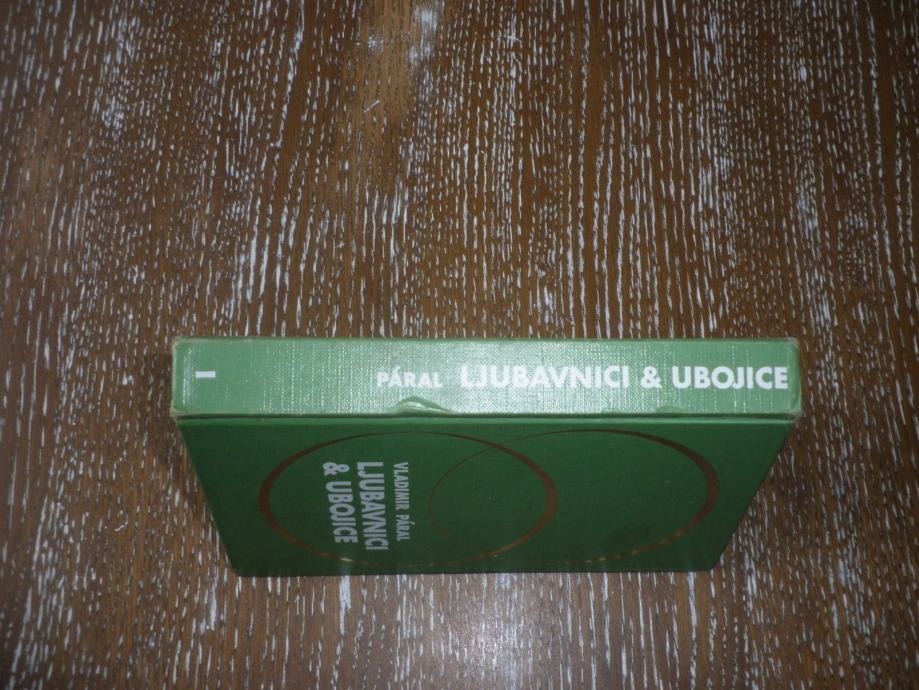 I
PÁRAL LJUBAVNICI & UBOJICE
VLADIMIR PÁRAL
LJUBAVNICI
& UBOJICE